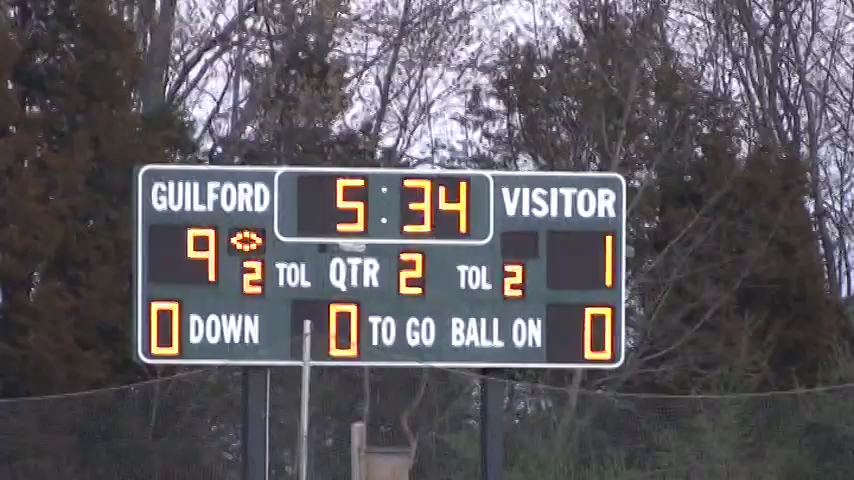 GUILFORD 5:34 VISITOR
9 2 TOL QTR 2 TOL 2 1
0 DOWN 0 TO GO BALL ON 0